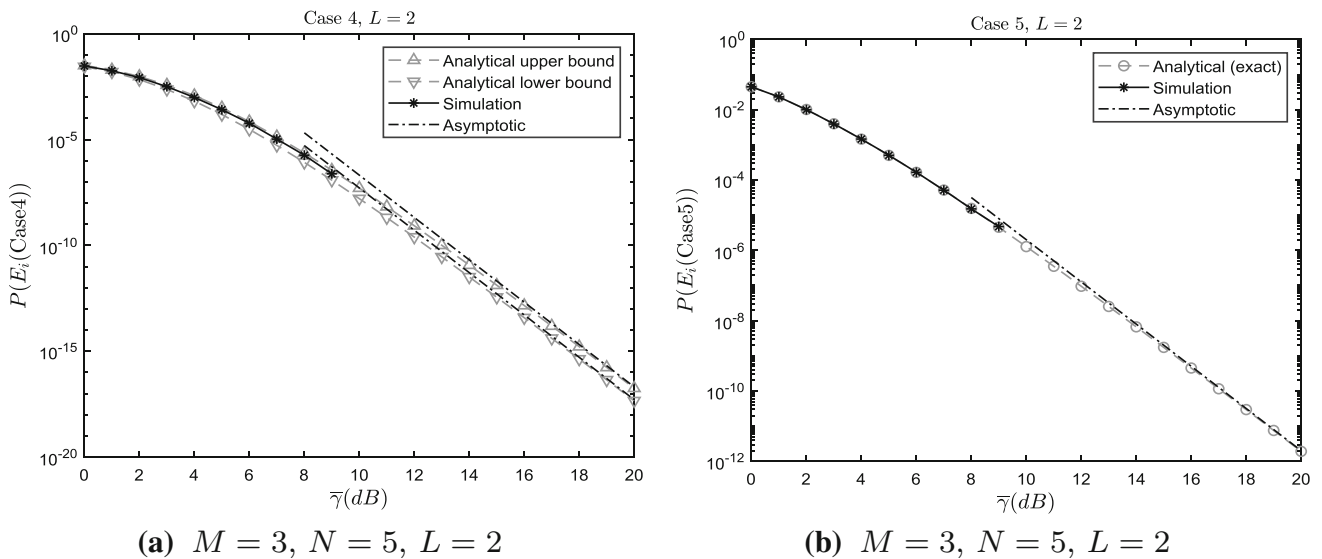 Case 4, L = 2
10^0
10^-5
10^-10
10^-15
10^-20
P(E_i(Case4))
Analytical upper bound
Analytical lower bound
Simulation
Asymptotic
0 2 4 6 8 10 12 14 16 18 20
γ̅(dB)
(a) M = 3, N = 5, L = 2
Case 5, L = 2
10^0
10^-2
10^-4
10^-6
10^-8
10^-10
10^-12
P(E_i(Case5))
Analytical (exact)
Simulation
Asymptotic
0 2 4 6 8 10 12 14 16 18 20
γ̅(dB)
(b) M = 3, N = 5, L = 2